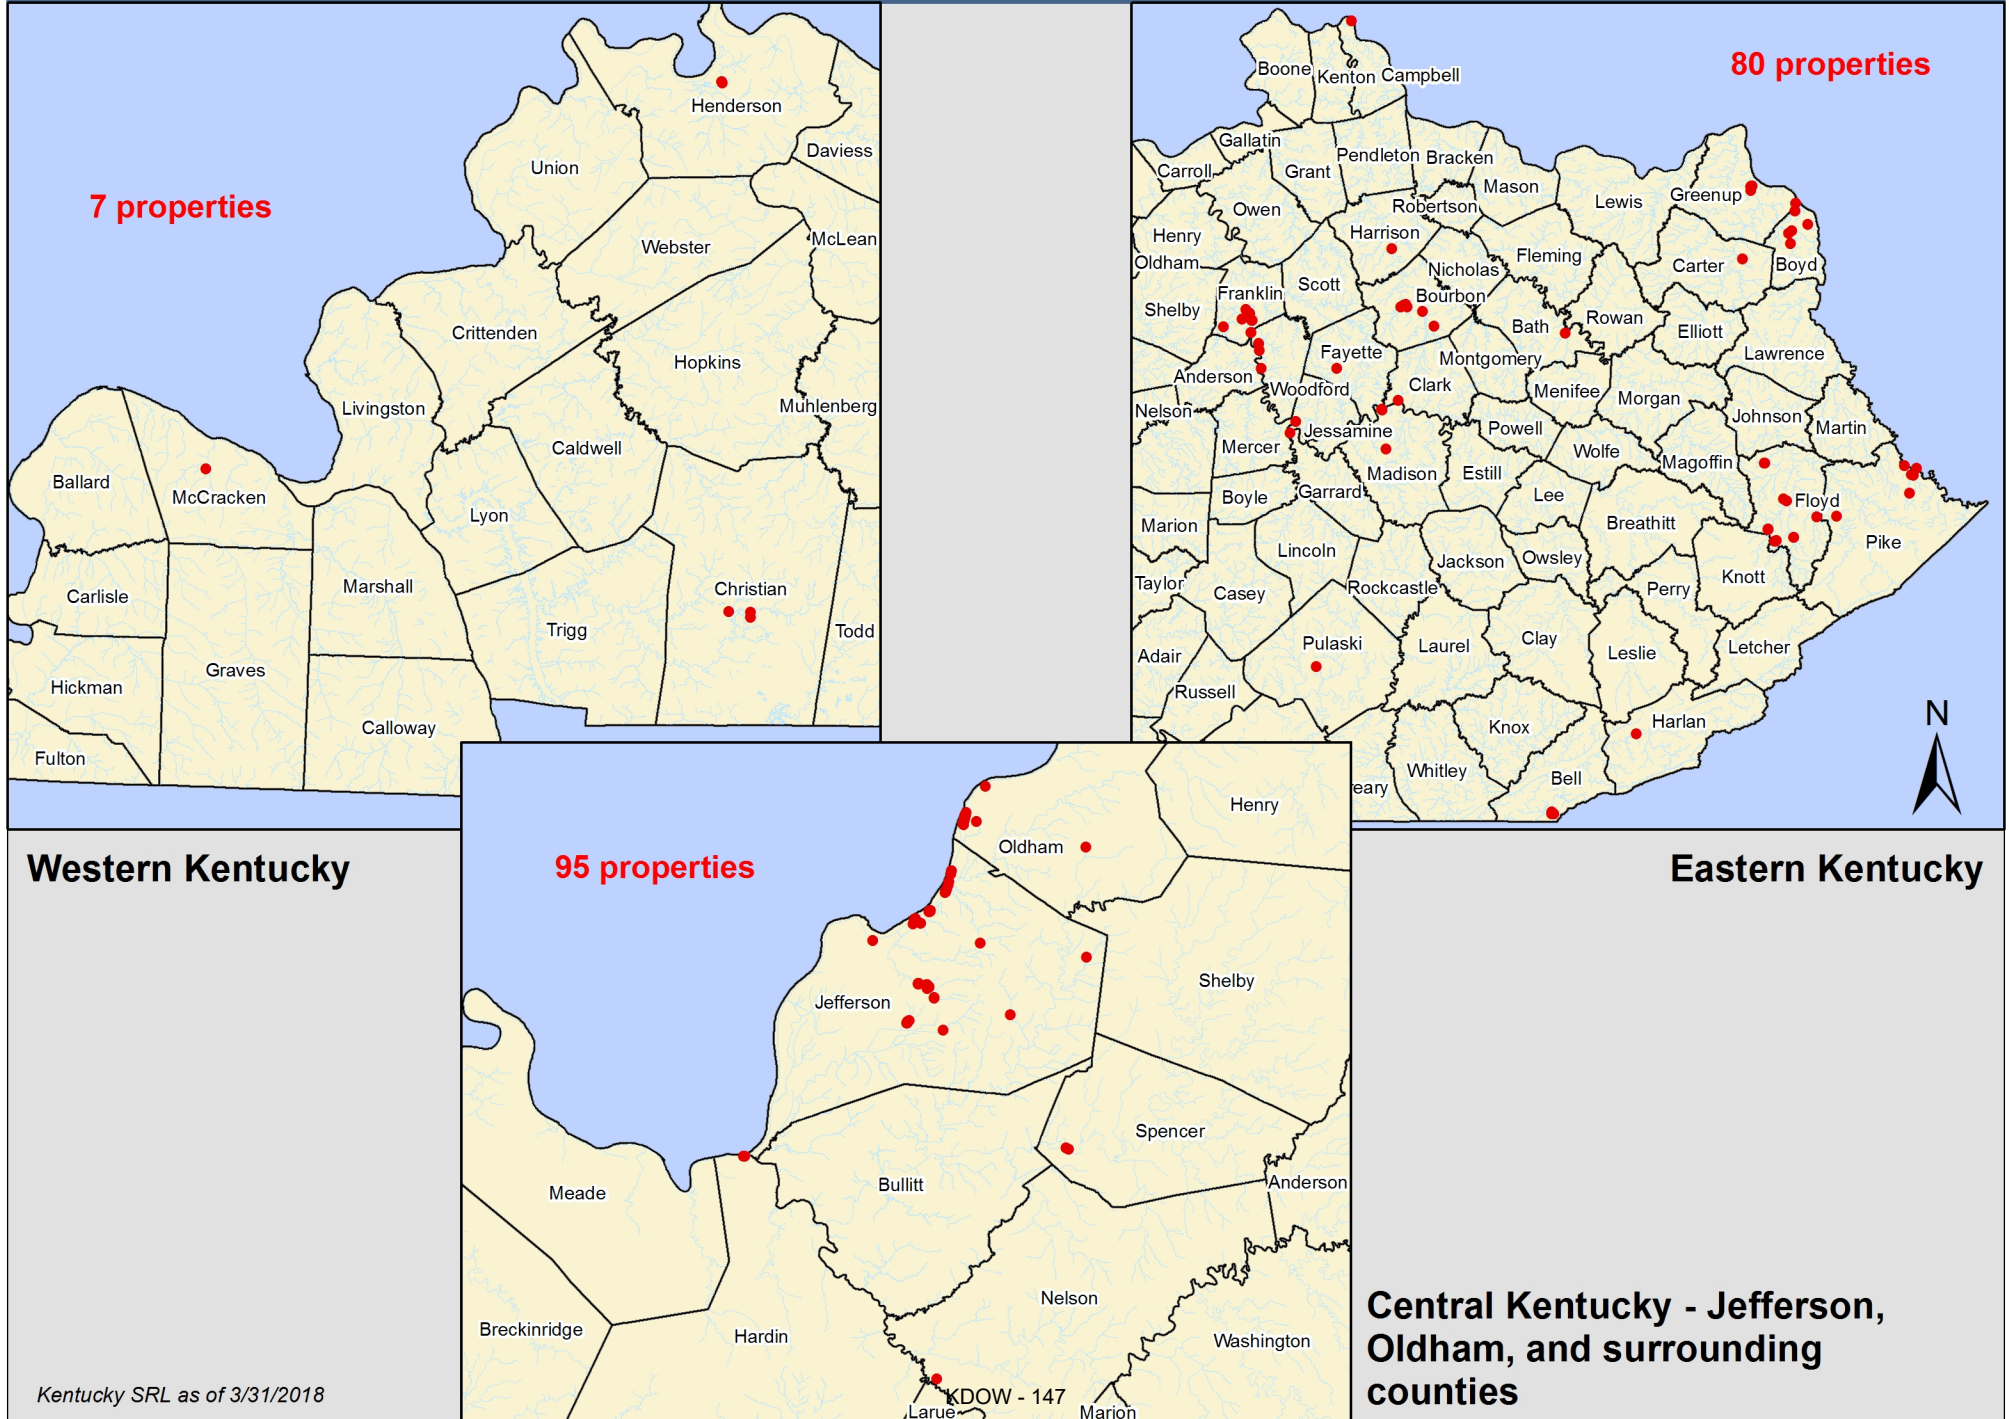 7 properties
Henderson
Daviess
Union
McLean
Webster
Crittenden
Hopkins
Livingston
Muhlenberg
Caldwell
Ballard
McCracken
Lyon
Marshall
Christian
Carlisle
Trigg
Todd
Graves
Hickman
Calloway
Fulton
Western Kentucky
Kentucky SRL as of 3/31/2018
80 properties
Boone
Kenton
Campbell
Gallatin
Carroll
Grant
Pendleton
Bracken
Mason
Lewis
Greenup
Owen
Robertson
Henry
Harrison
Oldham
Fleming
Carter
Boyd
Nicholas
Scott
Franklin
Bourbon
Shelby
Bath
Rowan
Elliott
Fayette
Montgomery
Lawrence
Anderson
Woodford
Clark
Menifee
Morgan
Nelson
Johnson
Martin
Jessamine
Powell
Mercer
Wolfe
Magoffin
Madison
Estill
Boyle
Garrard
Lee
Floyd
Marion
Breathitt
Pike
Lincoln
Jackson
Owsley
Knott
Taylor
Casey
Rockcastle
Perry
Pulaski
Laurel
Clay
Leslie
Letcher
Adair
Russell
Knox
Harlan
Whitley
Bell
reary
N
Eastern Kentucky
95 properties
Henry
Oldham
Shelby
Jefferson
Spencer
Bullitt
Anderson
Meade
Nelson
Breckinridge
Hardin
Washington
KDOW - 147
Larue
Marion
Central Kentucky - Jefferson,
Oldham, and surrounding
counties